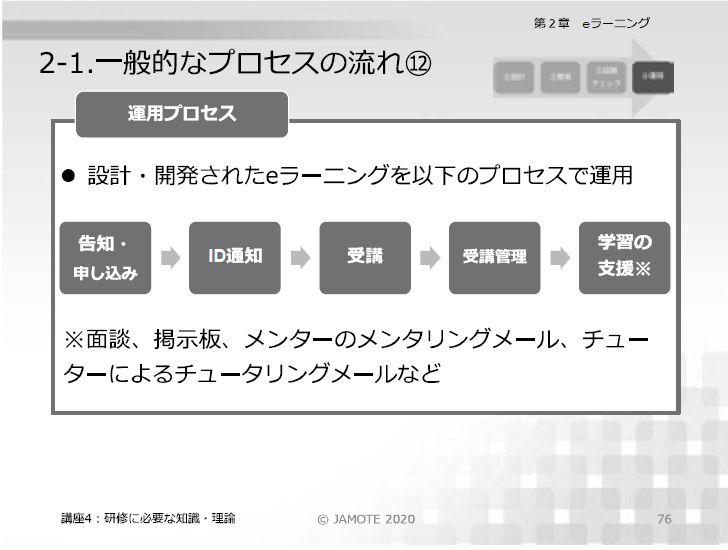 第２章　eラーニング
2-1.一般的なプロセスの流れ⑫
④運用
運用プロセス
● 設計・開発されたeラーニングを以下のプロセスで運用
告知・
申し込み
ID通知
受講
受講管理
学習の
支援※
※面談、掲示板、メンターのメンタリングメール、チュー
ターによるチュータリングメールなど
講座4：研修に必要な知識・理論
© JAMOTE 2020
76